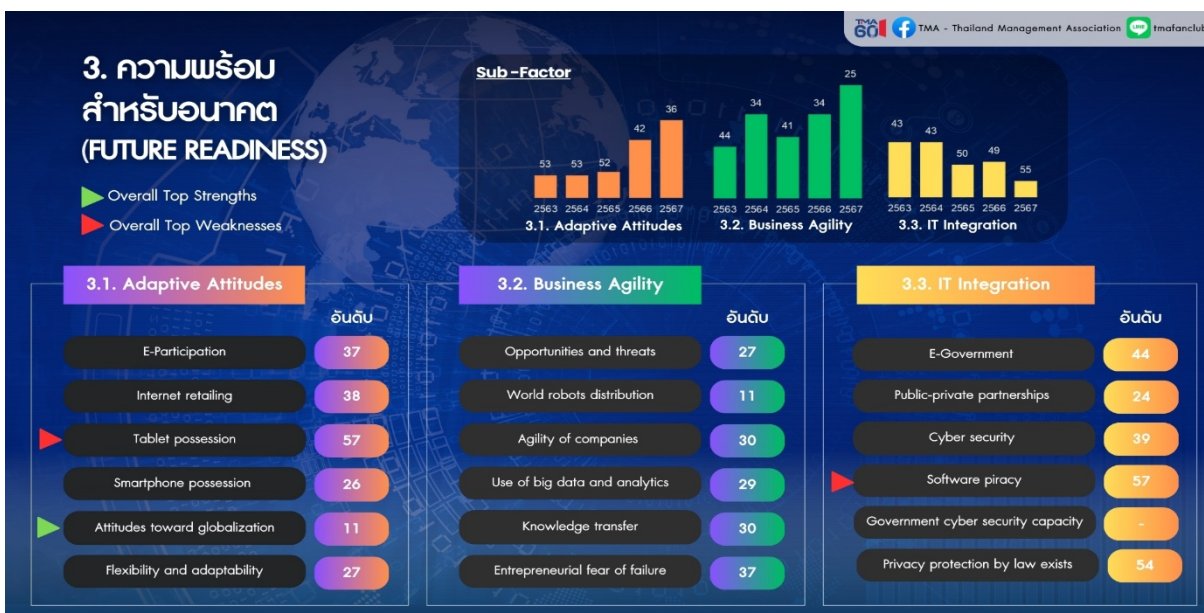 TMA 60 TMA - Thailand Management Association LINE tmafanclub
3. ความพร้อม
สำหรับอนาคต
(FUTURE READINESS)
Overall Top Strengths
Overall Top Weaknesses
Sub-Factor
53 53 52 42 36
2563 2564 2565 2566 2567
3.1. Adaptive Attitudes
44 34 41 34 25
2563 2564 2565 2566 2567
3.2. Business Agility
43 43 50 49 55
2563 2564 2565 2566 2567
3.3. IT Integration
3.1. Adaptive Attitudes
อันดับ
E-Participation 37
Internet retailing 38
Tablet possession 57
Smartphone possession 26
Attitudes toward globalization 11
Flexibility and adaptability 27
3.2. Business Agility
อันดับ
Opportunities and threats 27
World robots distribution 11
Agility of companies 30
Use of big data and analytics 29
Knowledge transfer 30
Entrepreneurial fear of failure 37
3.3. IT Integration
อันดับ
E-Government 44
Public-private partnerships 24
Cyber security 39
Software piracy 57
Government cyber security capacity -
Privacy protection by law exists 54